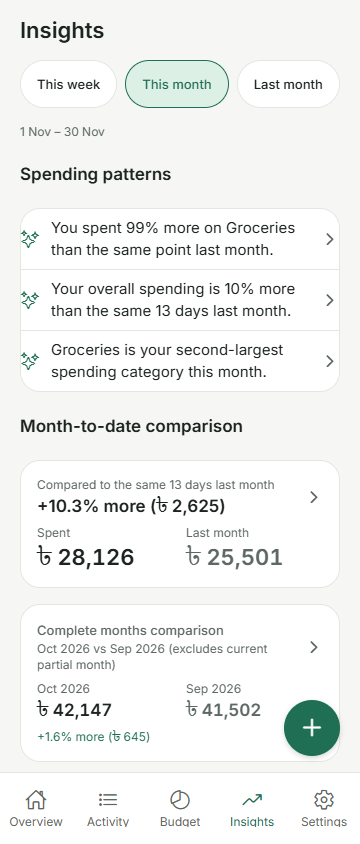 Insights
This week
This month
Last month
1 Nov – 30 Nov
Spending patterns
You spent 99% more on Groceries
than the same point last month.
Your overall spending is 10% more
than the same 13 days last month.
Groceries is your second-largest
spending category this month.
Month-to-date comparison
Compared to the same 13 days last month
+10.3% more (৳ 2,625)
Spent
Last month
৳ 28,126
৳ 25,501
Complete months comparison
Oct 2026 vs Sep 2026 (excludes current
partial month)
Oct 2026
Sep 2026
৳ 42,147
৳ 41,502
+1.6% more (৳ 645)
Overview
Activity
Budget
Insights
Settings